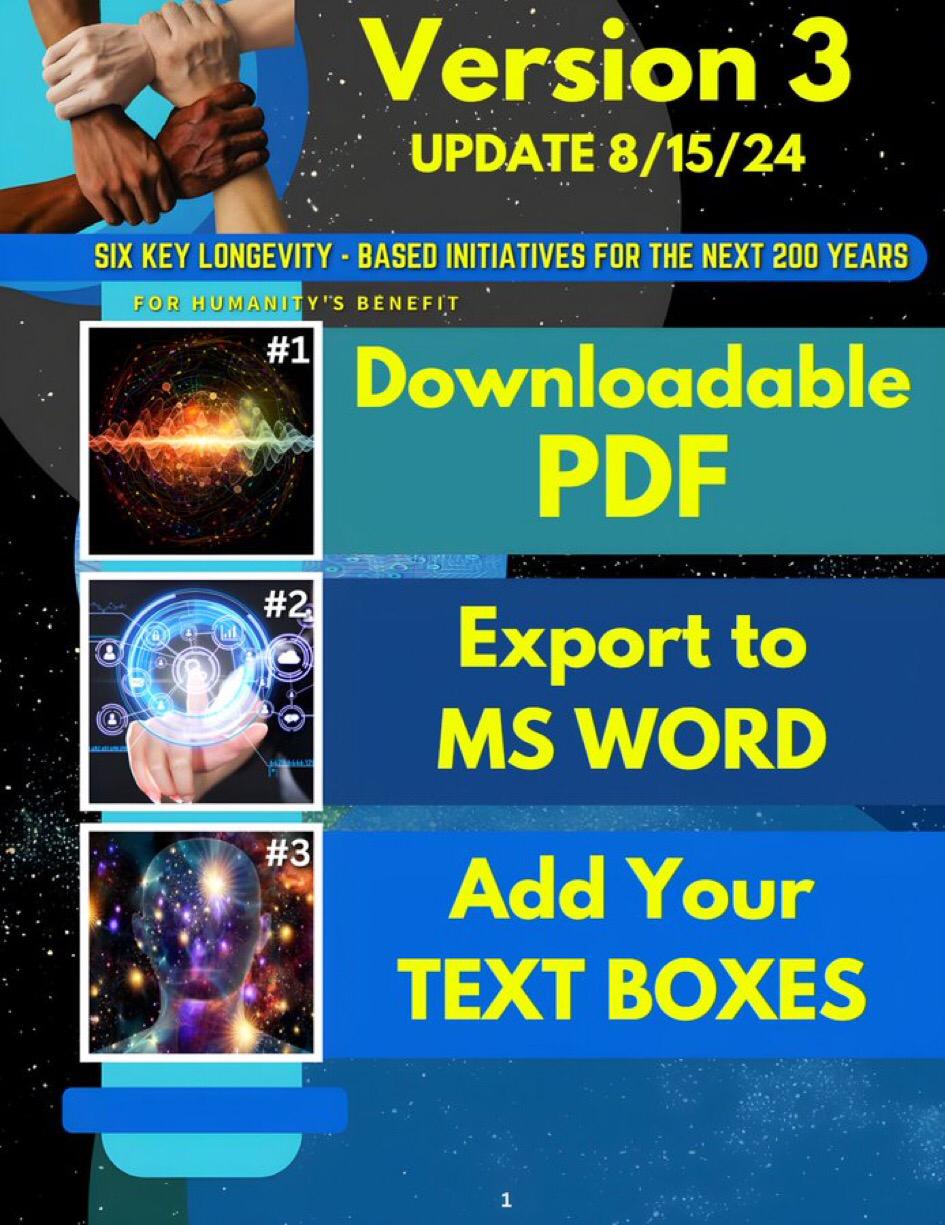 Version 3
UPDATE 8/15/24
SIX KEY LONGEVITY - BASED INITIATIVES FOR THE NEXT 200 YEARS
FOR HUMANITY'S BENEFIT
#1
Downloadable
PDF
#2
Export to
MS WORD
#3
Add Your
TEXT BOXES
1